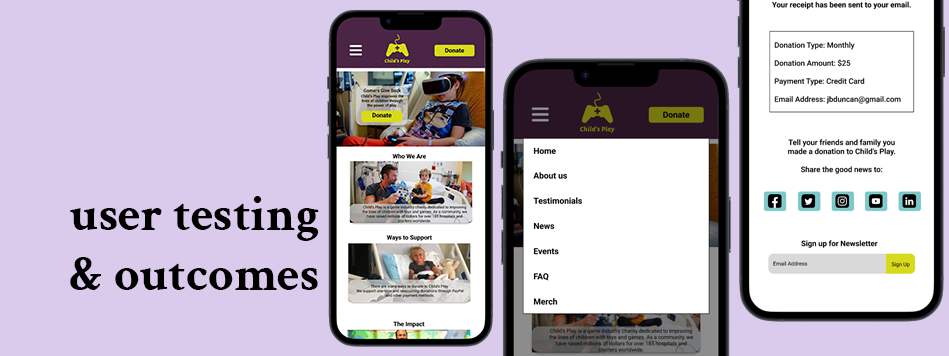 user testing
& outcomes
Child's Play
Donate
Gamers Give Back
Child's Play improves the
lives of children through
the power of play.
Donate
Who We Are
Child's Play is a game industry charity dedicated to improving
the lives of children with toys and games. As a community, we
have raised millions of dollars for over 185 hospitals and
shelters worldwide.
Ways to Support
There are many ways to donate to Child's Play.
We support one time and reoccurring donations through PayPal
and other payment methods.
The Impact
Child's Play
Donate
Home
About us
Testimonials
News
Events
FAQ
Merch
Child's Play is a game industry charity dedicated to improving
the lives of children with toys and games. As a community, we
have raised millions of dollars for over 185 hospitals and
shelters worldwide.
Your receipt has been sent to your email.
Donation Type: Monthly
Donation Amount: $25
Payment Type: Credit Card
Email Address: jbduncan@gmail.com
Tell your friends and family you
made a donation to Child's Play.
Share the good news to:
Sign up for Newsletter
Email Address
Sign Up